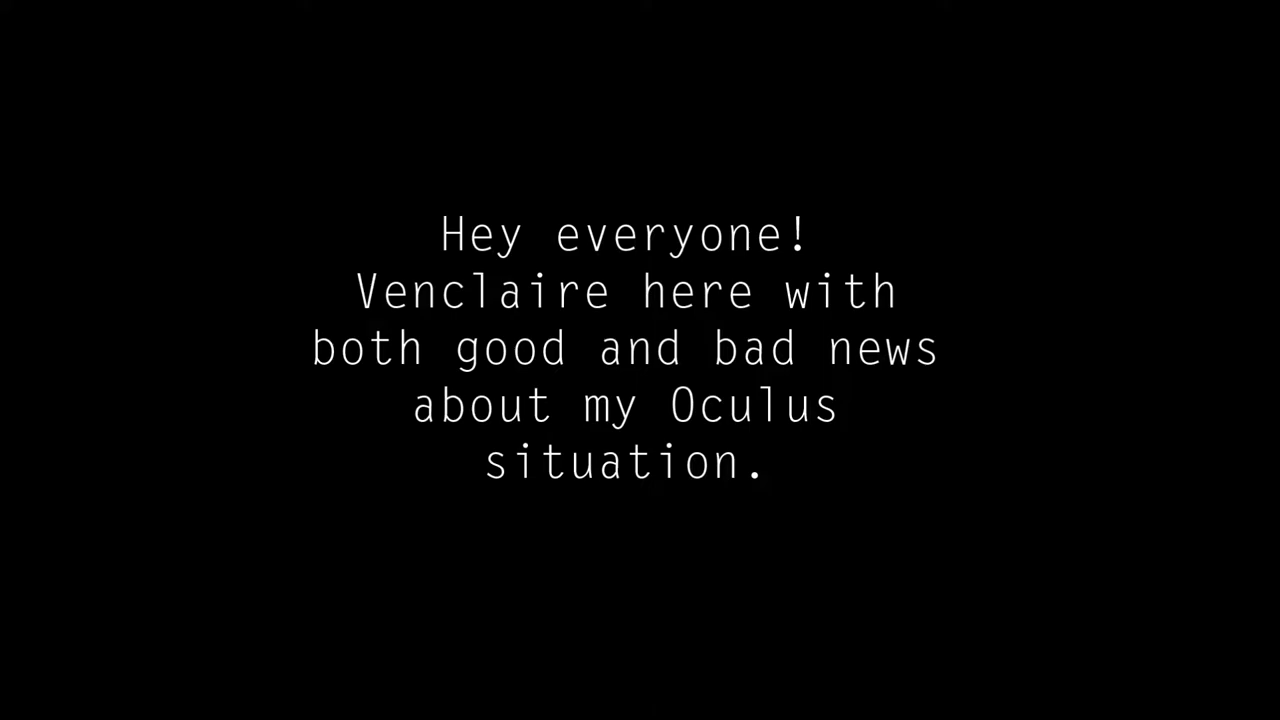 Hey everyone!
Venclaire here with
both good and bad news
about my Oculus
situation.